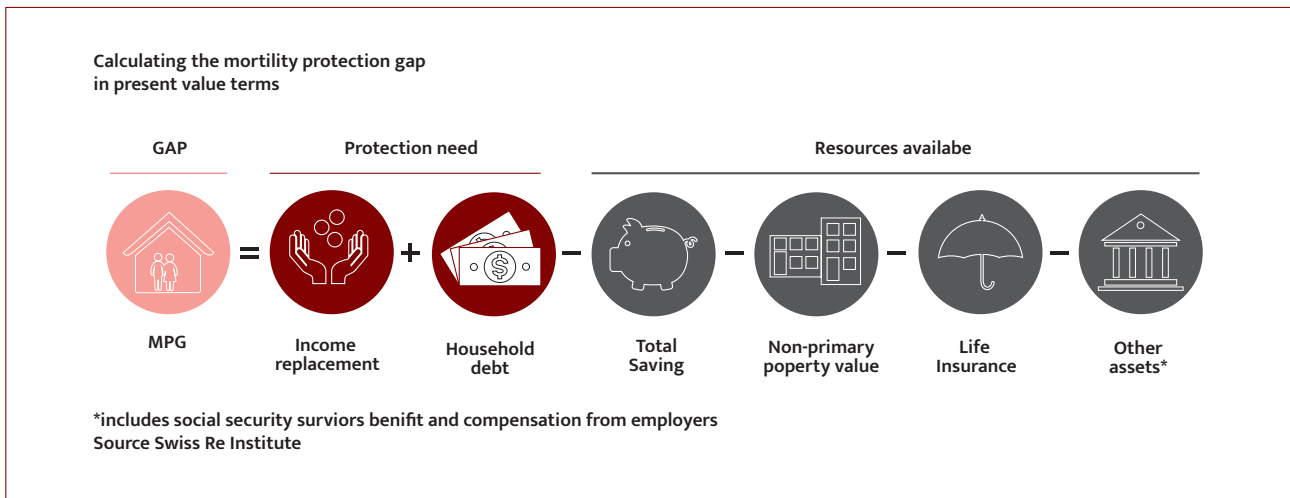 Calculating the mortility protection gap
in present value terms
GAP
Protection need
Resources availabe
=
+
$
–
–
–
–
MPG
Income
replacement
Household
debt
Total
Saving
Non-primary
poperty value
Life
Insurance
Other
assets*
*includes social security surviors benifit and compensation from employers
Source Swiss Re Institute